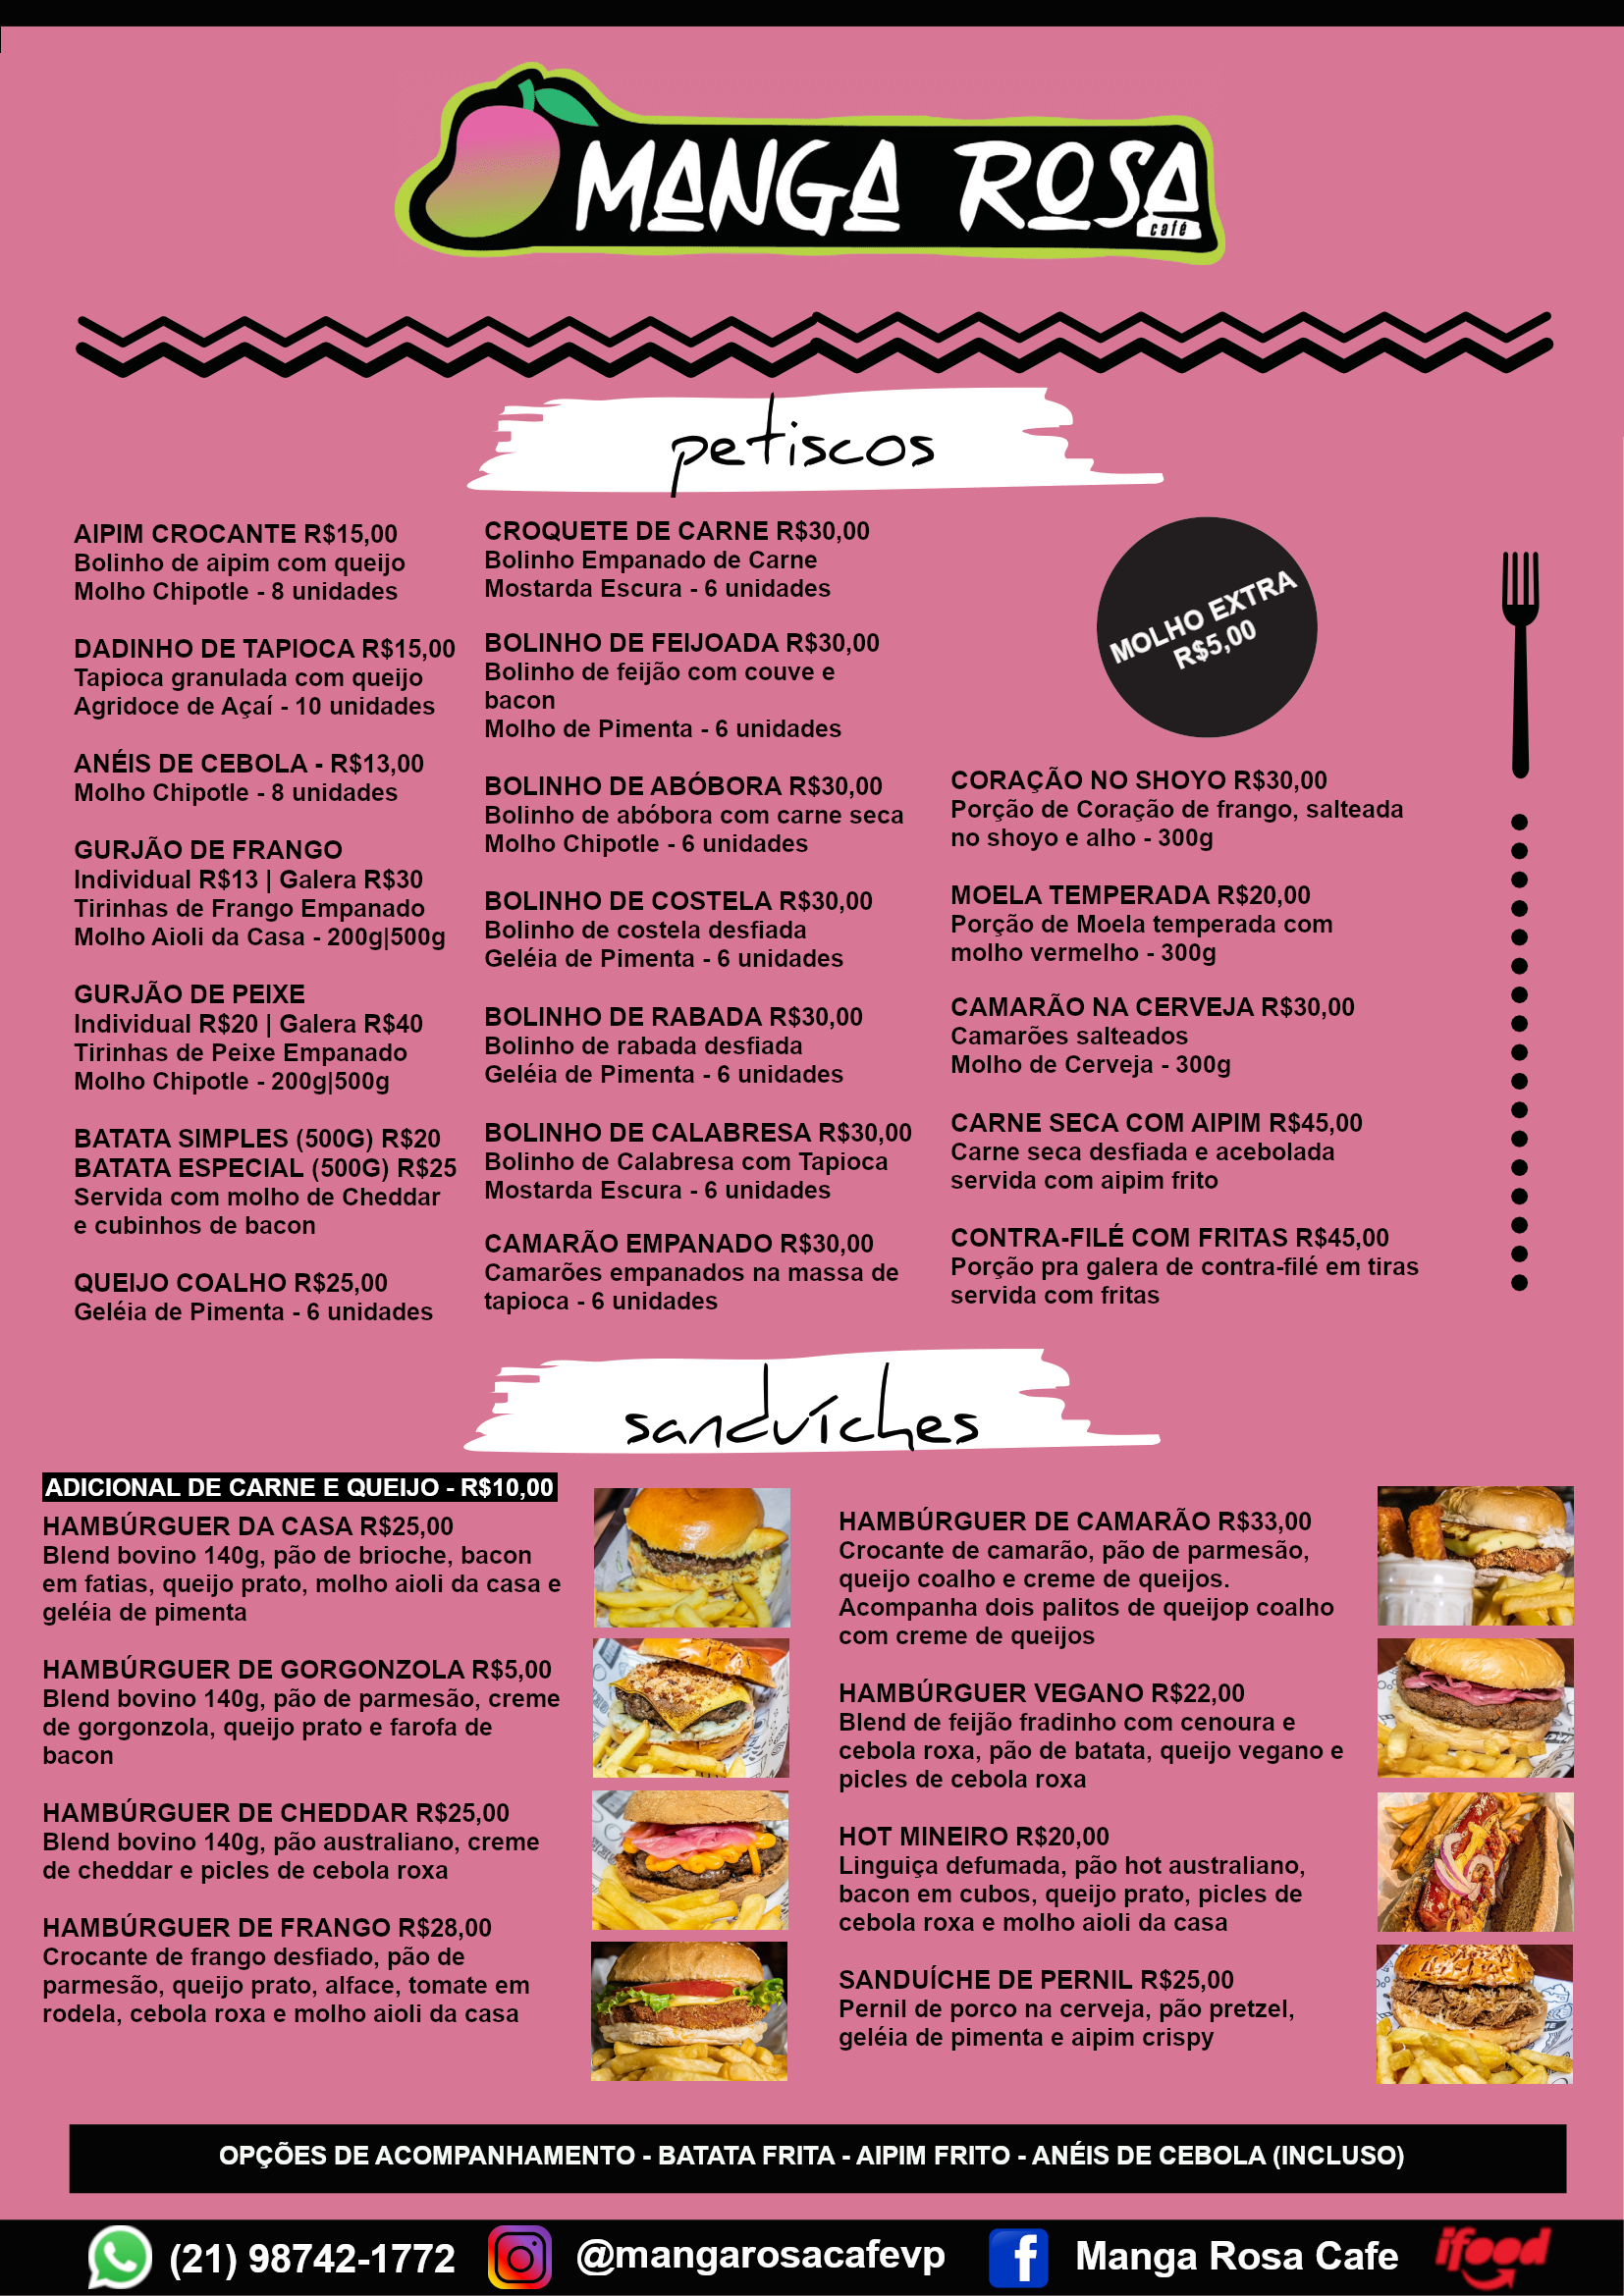 MANGA ROSA
café
petiscos
AIPIM CROCANTE R$15,00
Bolinho de aipim com queijo
Molho Chipotle - 8 unidades
DADINHO DE TAPIOCA R$15,00
Tapioca granulada com queijo
Agridoce de Açaí - 10 unidades
ANÉIS DE CEBOLA - R$13,00
Molho Chipotle - 8 unidades
GURJÃO DE FRANGO
Individual R$13 | Galera R$30
Tirinhas de Frango Empanado
Molho Aioli da Casa - 200g|500g
GURJÃO DE PEIXE
Individual R$20 | Galera R$40
Tirinhas de Peixe Empanado
Molho Chipotle - 200g|500g
BATATA SIMPLES (500G) R$20
BATATA ESPECIAL (500G) R$25
Servida com molho de Cheddar
e cubinhos de bacon
QUEIJO COALHO R$25,00
Geléia de Pimenta - 6 unidades
CROQUETE DE CARNE R$30,00
Bolinho Empanado de Carne
Mostarda Escura - 6 unidades
BOLINHO DE FEIJOADA R$30,00
Bolinho de feijão com couve e
bacon
Molho de Pimenta - 6 unidades
BOLINHO DE ABÓBORA R$30,00
Bolinho de abóbora com carne seca
Molho Chipotle - 6 unidades
BOLINHO DE COSTELA R$30,00
Bolinho de costela desfiada
Geléia de Pimenta - 6 unidades
BOLINHO DE RABADA R$30,00
Bolinho de rabada desfiada
Geléia de Pimenta - 6 unidades
BOLINHO DE CALABRESA R$30,00
Bolinho de Calabresa com Tapioca
Mostarda Escura - 6 unidades
CAMARÃO EMPANADO R$30,00
Camarões empanados na massa de
tapioca - 6 unidades
MOLHO EXTRA
R$5,00
CORAÇÃO NO SHOYO R$30,00
Porção de Coração de frango, salteada
no shoyo e alho - 300g
MOELA TEMPERADA R$20,00
Porção de Moela temperada com
molho vermelho - 300g
CAMARÃO NA CERVEJA R$30,00
Camarões salteados
Molho de Cerveja - 300g
CARNE SECA COM AIPIM R$45,00
Carne seca desfiada e acebolada
servida com aipim frito
CONTRA-FILÉ COM FRITAS R$45,00
Porção pra galera de contra-filé em tiras
servida com fritas
sanduíches
ADICIONAL DE CARNE E QUEIJO - R$10,00
HAMBÚRGUER DA CASA R$25,00
Blend bovino 140g, pão de brioche, bacon
em fatias, queijo prato, molho aioli da casa e
geléia de pimenta
HAMBÚRGUER DE GORGONZOLA R$5,00
Blend bovino 140g, pão de parmesão, creme
de gorgonzola, queijo prato e farofa de
bacon
HAMBÚRGUER DE CHEDDAR R$25,00
Blend bovino 140g, pão australiano, creme
de cheddar e picles de cebola roxa
HAMBÚRGUER DE FRANGO R$28,00
Crocante de frango desfiado, pão de
parmesão, queijo prato, alface, tomate em
rodela, cebola roxa e molho aioli da casa
HAMBÚRGUER DE CAMARÃO R$33,00
Crocante de camarão, pão de parmesão,
queijo coalho e creme de queijos.
Acompanha dois palitos de queijop coalho
com creme de queijos
HAMBÚRGUER VEGANO R$22,00
Blend de feijão fradinho com cenoura e
cebola roxa, pão de batata, queijo vegano e
picles de cebola roxa
HOT MINEIRO R$20,00
Linguiça defumada, pão hot australiano,
bacon em cubos, queijo prato, picles de
cebola roxa e molho aioli da casa
SANDUÍCHE DE PERNIL R$25,00
Pernil de porco na cerveja, pão pretzel,
geléia de pimenta e aipim crispy
OPÇÕES DE ACOMPANHAMENTO - BATATA FRITA - AIPIM FRITO - ANÉIS DE CEBOLA (INCLUSO)
(21) 98742-1772 @mangarosacafevp Manga Rosa Cafe ifood